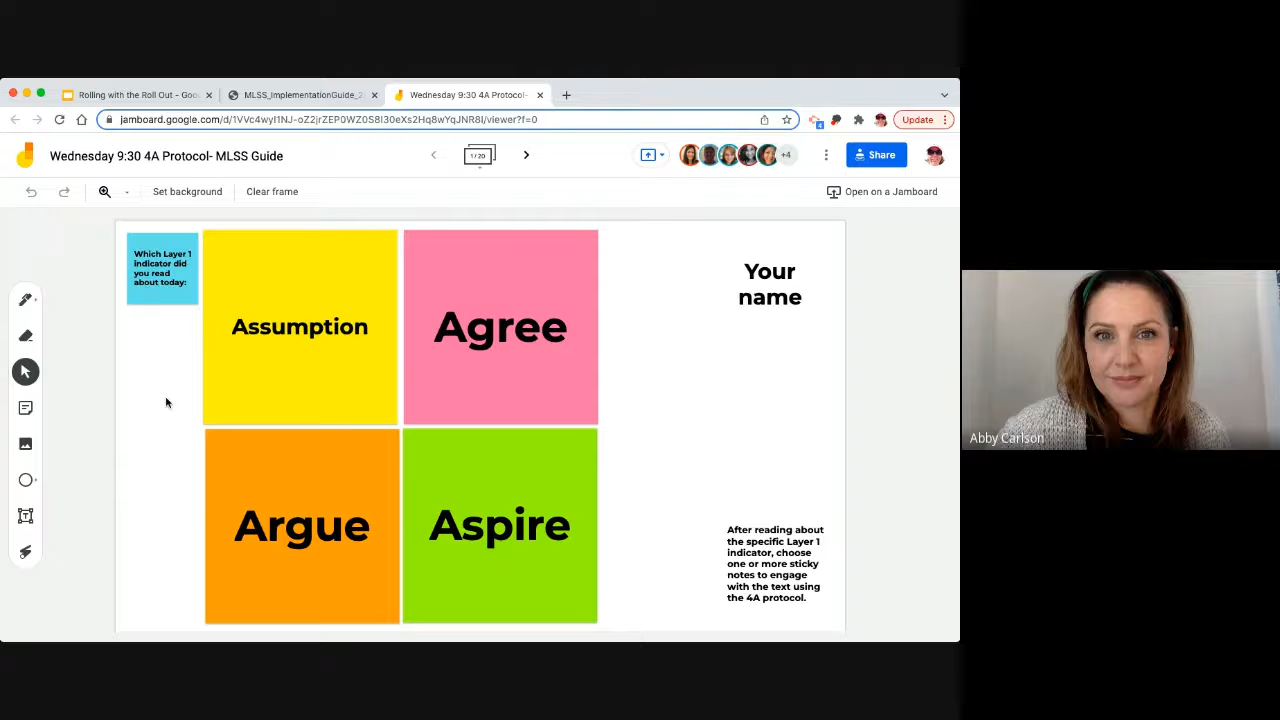 Rolling with the Roll Out - Goo
MLSS_ImplementationGuide_2
Wednesday 9:30 4A Protocol-
jamboard.google.com/d/1VVc4wyI1NJ-oZ2jrZEP0WZ0S8I30eXs2Hq8wYqJNR8I/viewer?f=0
4
Update
Wednesday 9:30 4A Protocol- MLSS Guide
1/20
+4
Share
Set background
Clear frame
Open on a Jamboard
Which Layer 1
indicator did
you read
about today:
Assumption
Agree
Your
name
Argue
Aspire
After reading about
the specific Layer 1
indicator, choose
one or more sticky
notes to engage
with the text using
the 4A protocol.
Abby Carlson